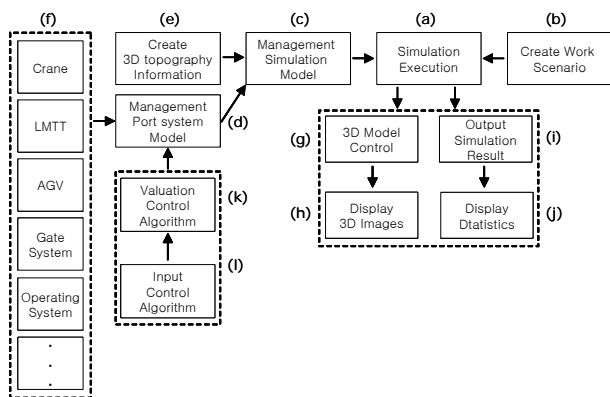 (f)
(e)
(c)
(a)
(b)
Crane
LMTT
AGV
Gate
System
Operating
System
.
.
.
Create
3D topography
Information
Management
Simulation
Model
Simulation
Execution
Create Work
Scenario
Management
Port system
Model
(d)
(g)
3D Model
Control
Output
Simulation
Result
(i)
Valuation
Control
Algorithm
(k)
(h)
Display
3D Images
Display
Dtatistics
(j)
Input
Control
Algorithm
(l)